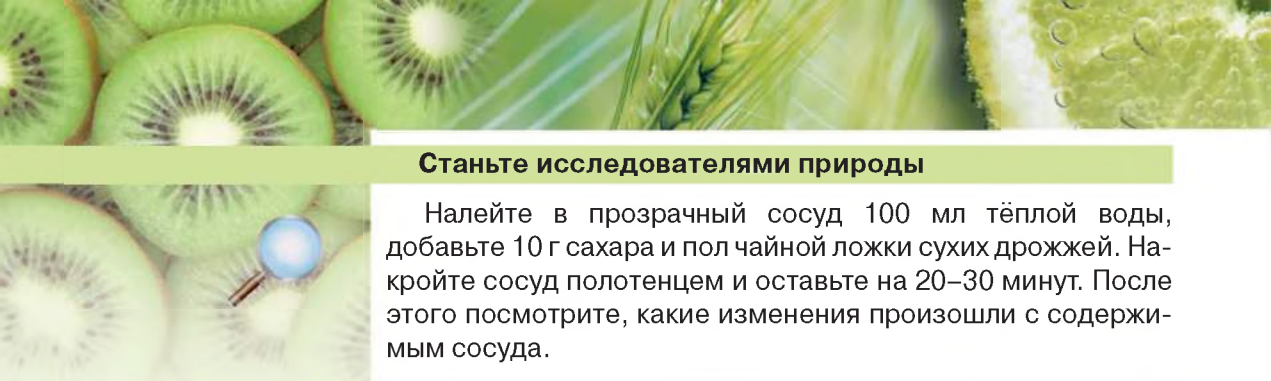 Станьте исследователями природы
Налейте в прозрачный сосуд 100 мл тёплой воды,
добавьте 10 г сахара и пол чайной ложки сухих дрожжей. На-
кройте сосуд полотенцем и оставьте на 20–30 минут. После
этого посмотрите, какие изменения произошли с содержи-
мым сосуда.